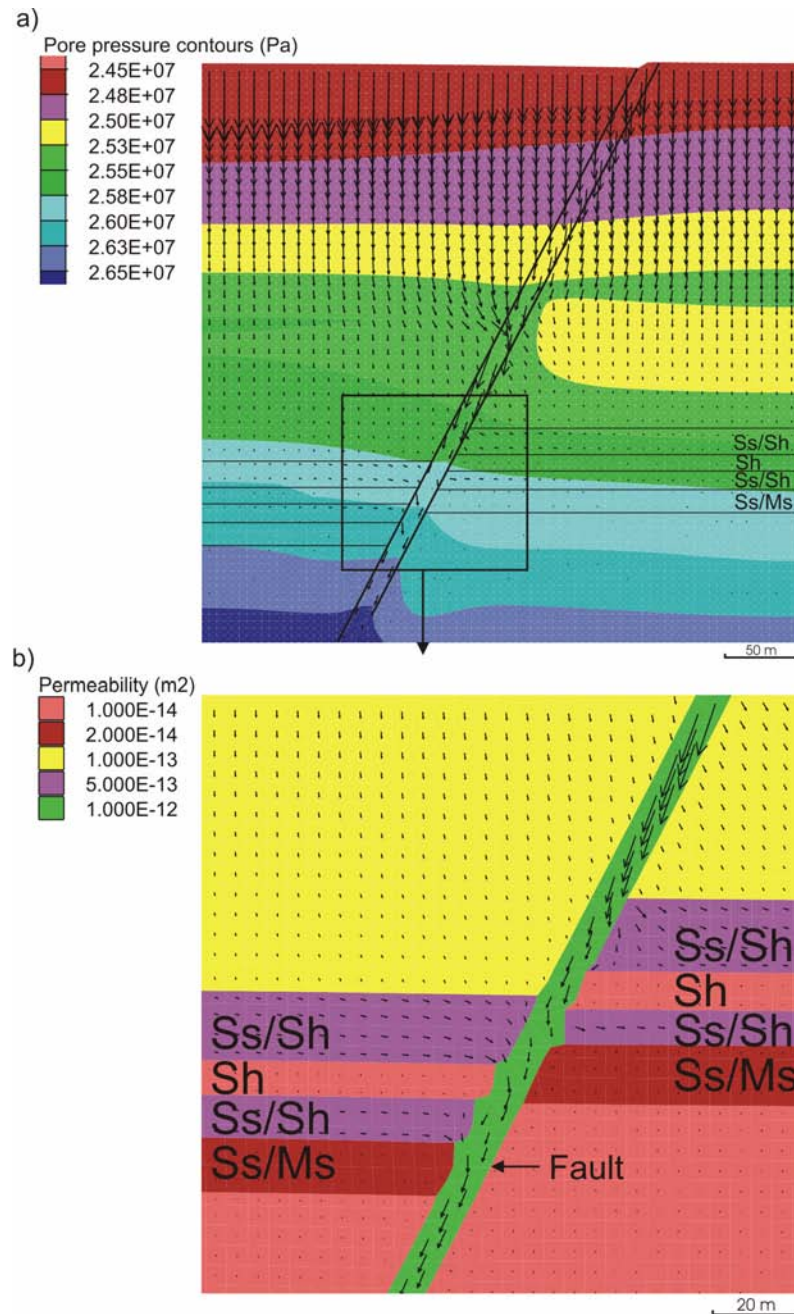 a)
Pore pressure contours (Pa)
2.45E+07
2.48E+07
2.50E+07
2.53E+07
2.55E+07
2.58E+07
2.60E+07
2.63E+07
2.65E+07
Ss/Sh
Sh
Ss/Sh
Ss/Ms
50 m
b)
Permeability (m2)
1.000E-14
2.000E-14
1.000E-13
5.000E-13
1.000E-12
Ss/Sh
Sh
Ss/Sh
Ss/Ms
Ss/Sh
Sh
Ss/Sh
Ss/Ms
Fault
20 m